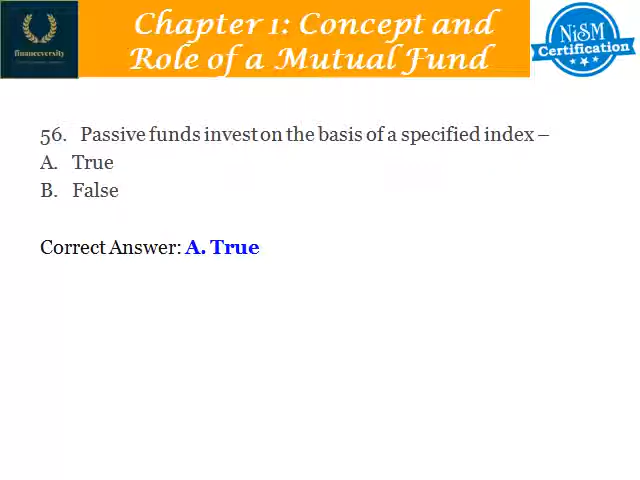 Chapter 1: Concept and
Role of a Mutual Fund
financeversity
NiSM
Certification
56. Passive funds invest on the basis of a specified index –
A. True
B. False
Correct Answer: A. True